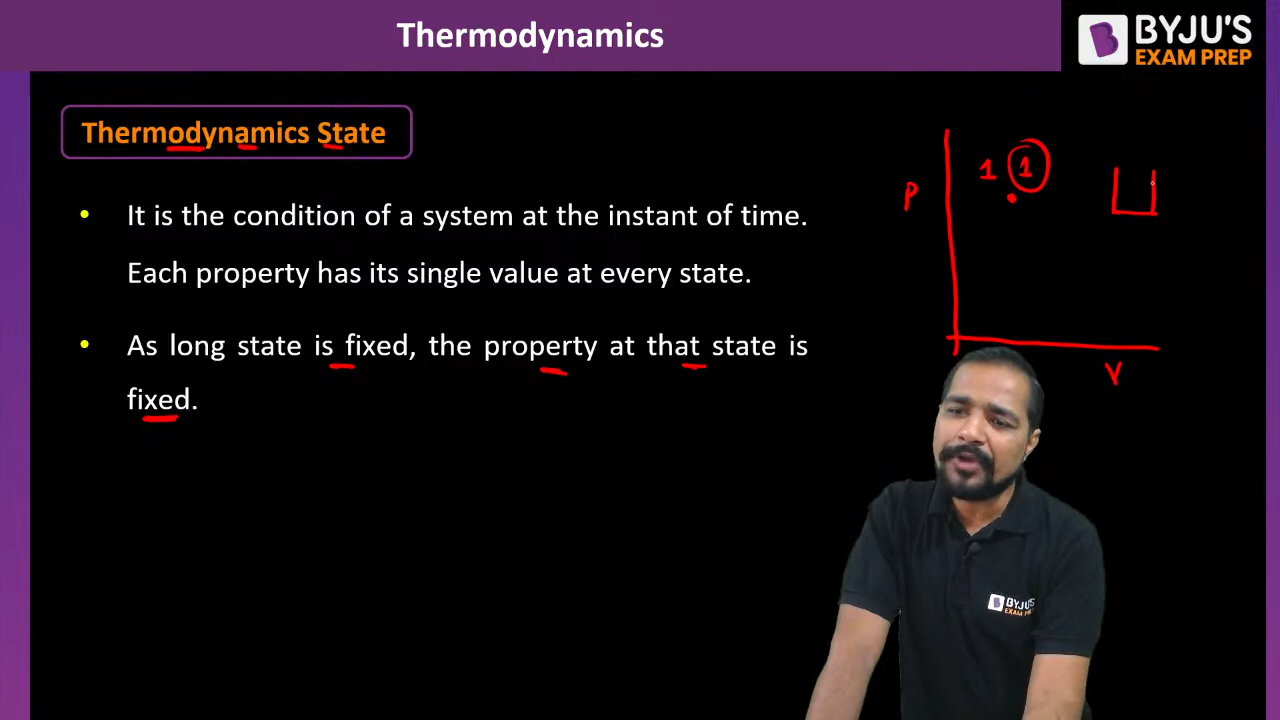 Thermodynamics
BYJU'S
EXAM PREP
Thermodynamics State
• It is the condition of a system at the instant of time.
Each property has its single value at every state.
• As long state is fixed, the property at that state is
fixed.
1 1
P
V
BYJU'S
EXAM PREP